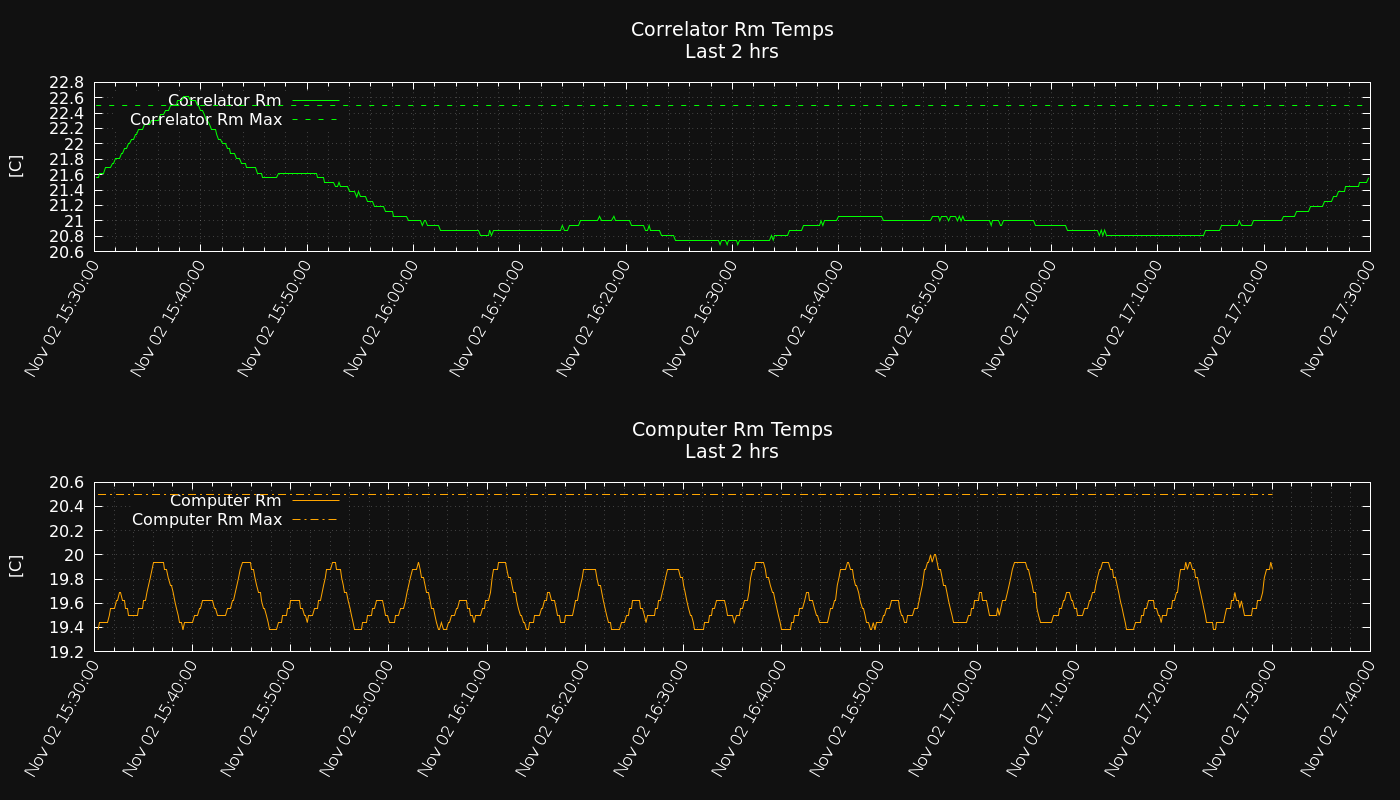 Correlator Rm Temps
Last 2 hrs
22.8
22.6
22.4
22.2
22
21.8
21.6
21.4
21.2
21
20.8
20.6
[C]
Correlator Rm
Correlator Rm Max
Nov 02 15:30:00
Nov 02 15:40:00
Nov 02 15:50:00
Nov 02 16:00:00
Nov 02 16:10:00
Nov 02 16:20:00
Nov 02 16:30:00
Nov 02 16:40:00
Nov 02 16:50:00
Nov 02 17:00:00
Nov 02 17:10:00
Nov 02 17:20:00
Nov 02 17:30:00
Computer Rm Temps
Last 2 hrs
20.6
20.4
20.2
20
19.8
19.6
19.4
19.2
[C]
Computer Rm
Computer Rm Max
Nov 02 15:30:00
Nov 02 15:40:00
Nov 02 15:50:00
Nov 02 16:00:00
Nov 02 16:10:00
Nov 02 16:20:00
Nov 02 16:30:00
Nov 02 16:40:00
Nov 02 16:50:00
Nov 02 17:00:00
Nov 02 17:10:00
Nov 02 17:20:00
Nov 02 17:30:00
Nov 02 17:40:00